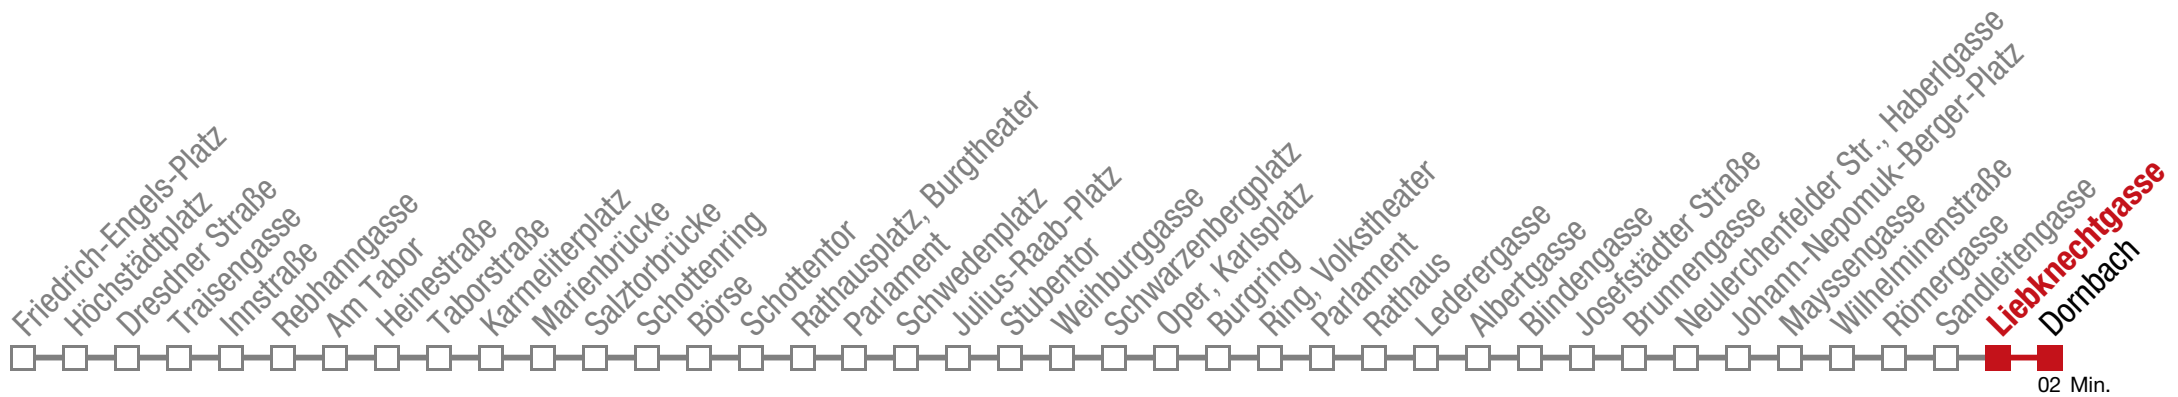 Friedrich-Engels-Platz
Höchstädtplatz
Dresdner Straße
Traisengasse
Innstraße
Rebhanngasse
Am Tabor
Heinestraße
Taborstraße
Karmeliterplatz
Marienbrücke
Salztorbrücke
Schottenring
Börse
Schottentor
Rathausplatz, Burgtheater
Parlament
Schwedenplatz
Julius-Raab-Platz
Stubentor
Weihburggasse
Schwarzenbergplatz
Oper, Karlsplatz
Burgring
Ring, Volkstheater
Parlament
Rathaus
Lederergasse
Albertgasse
Blindengasse
Josefstädter Straße
Brunnengasse
Neulerchenfelder Str., Haberlgasse
Johann-Nepomuk-Berger-Platz
Mayssengasse
Wilhelminenstraße
Römergasse
Sandleitengasse
Liebknechtgasse
Dornbach
02 Min.